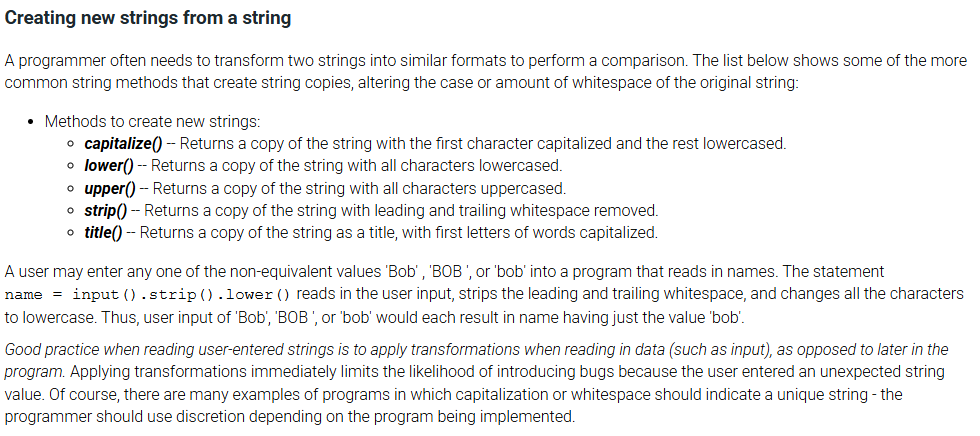 Creating new strings from a string
A programmer often needs to transform two strings into similar formats to perform a comparison. The list below shows some of the more
common string methods that create string copies, altering the case or amount of whitespace of the original string:
• Methods to create new strings:
◦ capitalize() -- Returns a copy of the string with the first character capitalized and the rest lowercased.
◦ lower() -- Returns a copy of the string with all characters lowercased.
◦ upper() -- Returns a copy of the string with all characters uppercased.
◦ strip() -- Returns a copy of the string with leading and trailing whitespace removed.
◦ title() -- Returns a copy of the string as a title, with first letters of words capitalized.
A user may enter any one of the non-equivalent values 'Bob' , 'BOB ', or 'bob' into a program that reads in names. The statement
name = input().strip().lower() reads in the user input, strips the leading and trailing whitespace, and changes all the characters
to lowercase. Thus, user input of 'Bob', 'BOB ', or 'bob' would each result in name having just the value 'bob'.
Good practice when reading user-entered strings is to apply transformations when reading in data (such as input), as opposed to later in the
program. Applying transformations immediately limits the likelihood of introducing bugs because the user entered an unexpected string
value. Of course, there are many examples of programs in which capitalization or whitespace should indicate a unique string - the
programmer should use discretion depending on the program being implemented.